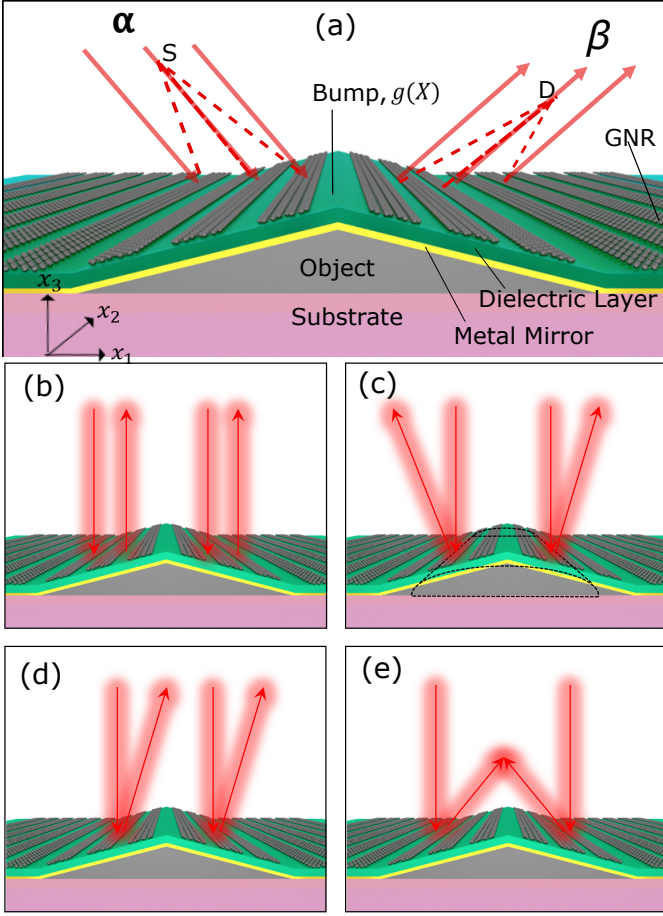 (a)
α
β
S
D
Bump, g(X)
GNR
Object
x₃
Dielectric Layer
x₂
Substrate
Metal Mirror
x₁
(b)
(c)
(d)
(e)